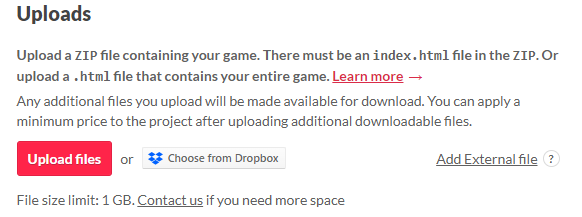 Uploads
Upload a ZIP file containing your game. There must be an index.html file in the ZIP. Or
upload a .html file that contains your entire game. Learn more →
Any additional files you upload will be made available for download. You can apply a
minimum price to the project after uploading additional downloadable files.
Upload files or Choose from Dropbox Add External file ?
File size limit: 1 GB. Contact us if you need more space